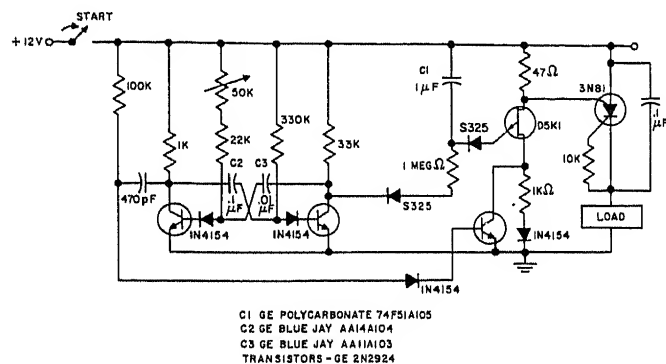 START
+12V
100K
1K
50K
22K
330K
33K
C1
1µF
47Ω
3N81
.1
µF
S325
D5K1
1 MEG Ω
10K
470pF
C2
.1
µF
C3
.01
µF
1KΩ
S325
1N4154
1N4154
1N4154
LOAD
1N4154
C1 GE POLYCARBONATE 74F51A105
C2 GE BLUE JAY AA14A104
C3 GE BLUE JAY AA11A103
TRANSISTORS - GE 2N2924